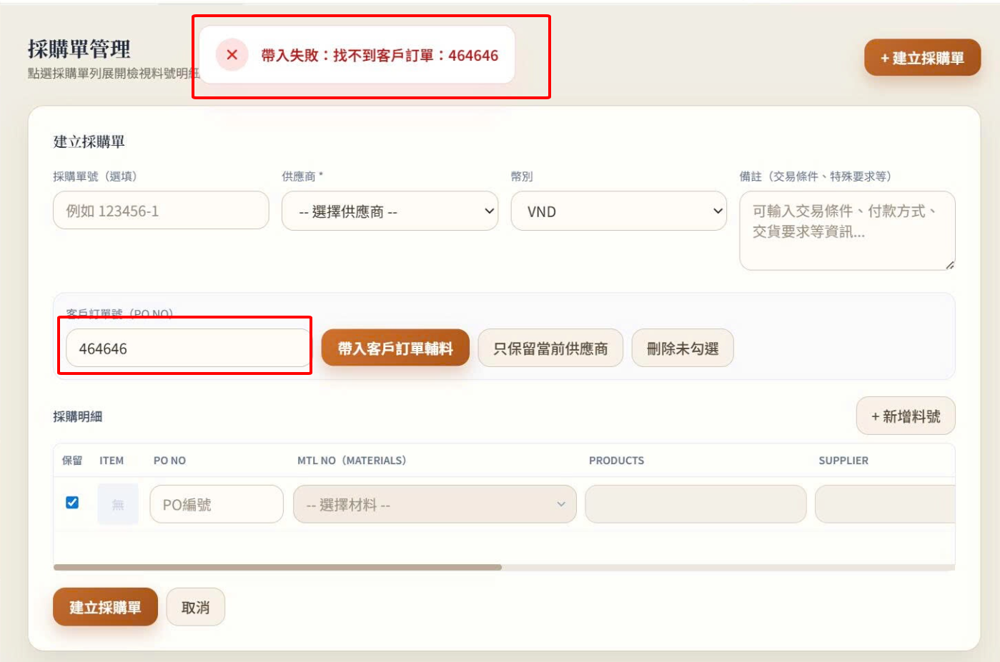 採購單管理
點選採購單列展開檢視料號明細
帶入失敗：找不到客戶訂單：464646
+ 建立採購單
建立採購單
採購單號（選填）
供應商 *
幣別
備註（交易條件、特殊要求等）
例如 123456-1
-- 選擇供應商 --
VND
可輸入交易條件、付款方式、
交貨要求等資訊...
客戶訂單號（PO NO）
464646
帶入客戶訂單輔料
只保留當前供應商
刪除未勾選
採購明細
+ 新增料號
保留
ITEM
PO NO
MTL NO（MATERIALS）
PRODUCTS
SUPPLIER
無
PO編號
-- 選擇材料 --
建立採購單
取消